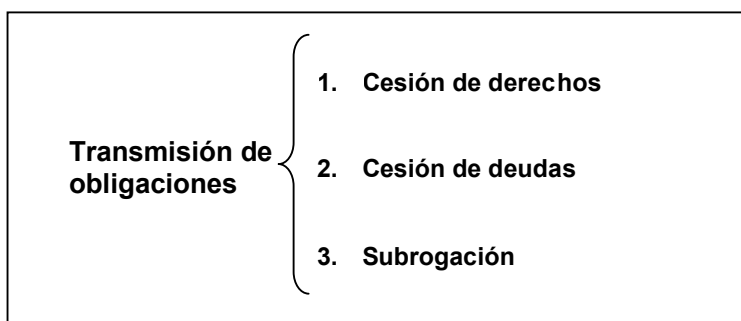 Transmisión de
obligaciones
1. Cesión de derechos
2. Cesión de deudas
3. Subrogación